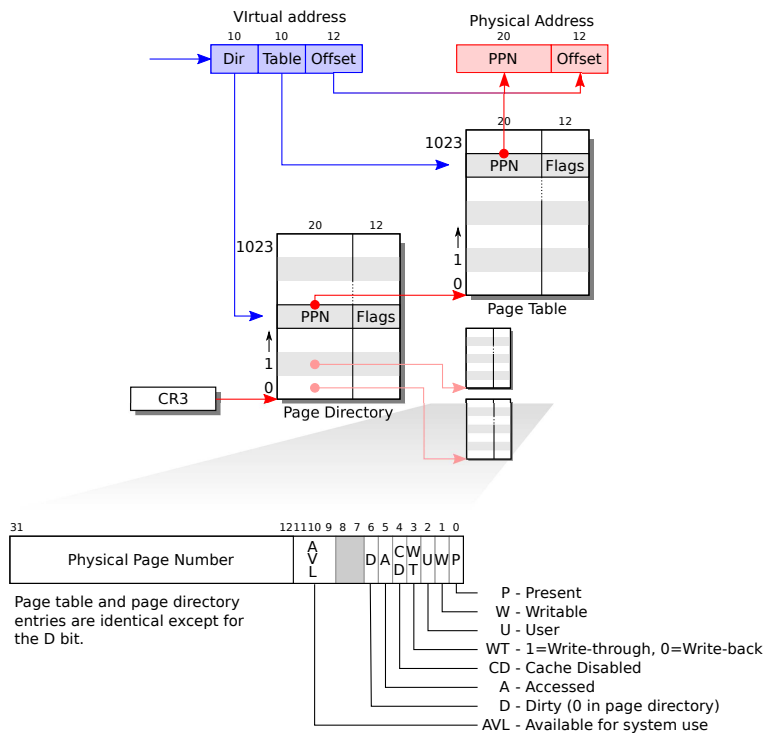 VIrtual address
Physical Address
10 10 12
20 12
Dir Table Offset
PPN Offset
20 12
1023
PPN Flags
20 12
1023
1
0
Page Table
PPN Flags
1
0
CR3
Page Directory
31 12 11 10 9 8 7 6 5 4 3 2 1 0
Physical Page Number
AVL
D A CD WT U W P
Page table and page directory
entries are identical except for
the D bit.
P - Present
W - Writable
U - User
WT - 1=Write-through, 0=Write-back
CD - Cache Disabled
A - Accessed
D - Dirty (0 in page directory)
AVL - Available for system use